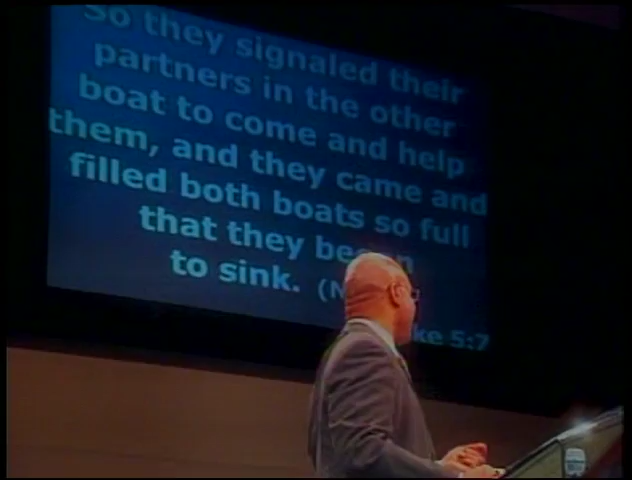 So they signaled their
partners in the other
boat to come and help
them, and they came and
filled both boats so full
that they
to sink. (N
ke 5:7